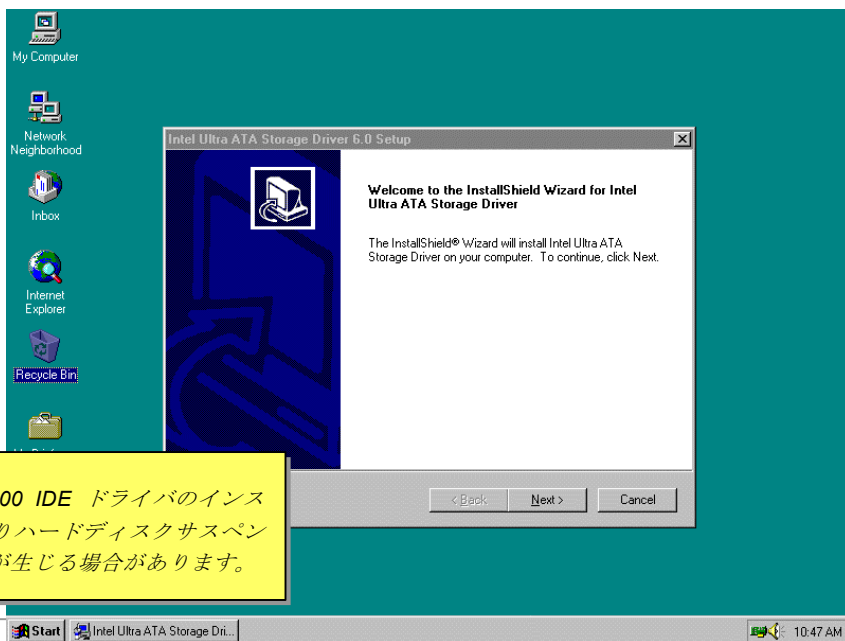 My Computer
Network
Neighborhood
Inbox
Internet
Explorer
Recycle Bin
Intel Ultra ATA Storage Driver 6.0 Setup
Welcome to the InstallShield Wizard for Intel
Ultra ATA Storage Driver
The InstallShield® Wizard will install Intel Ultra ATA
Storage Driver on your computer. To continue, click Next.
< Back
Next >
Cancel
00 IDE ドライバのインス
りハードディスクサスペン
が生じる場合があります。
Start
Intel Ultra ATA Storage Dri...
10:47 AM